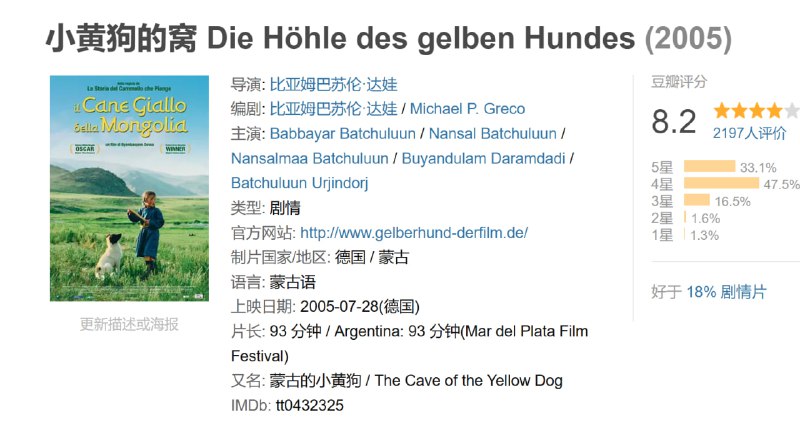 小黄狗的窝 Die Höhle des gelben Hundes (2005)
La Storia del Cammello che Piange
il Cane Giallo
della Mongolia
OSCAR
WINNER
更新描述或海报
导演: 比亚姆巴苏伦·达娃
编剧: 比亚姆巴苏伦·达娃 / Michael P. Greco
主演: Babbayar Batchuluun / Nansal Batchuluun /
Nansalmaa Batchuluun / Buyandulam Daramdadi /
Batchuluun Urjindorj
类型: 剧情
官方网站: http://www.gelberhund-derfilm.de/
制片国家/地区: 德国 / 蒙古
语言: 蒙古语
上映日期: 2005-07-28(德国)
片长: 93 分钟 / Argentina: 93 分钟(Mar del Plata Film
Festival)
又名: 蒙古的小黄狗 / The Cave of the Yellow Dog
IMDb: tt0432325
豆瓣评分
8.2
2197人评价
5星 33.1%
4星 47.5%
3星 16.5%
2星 1.6%
1星 1.3%
好于 18% 剧情片